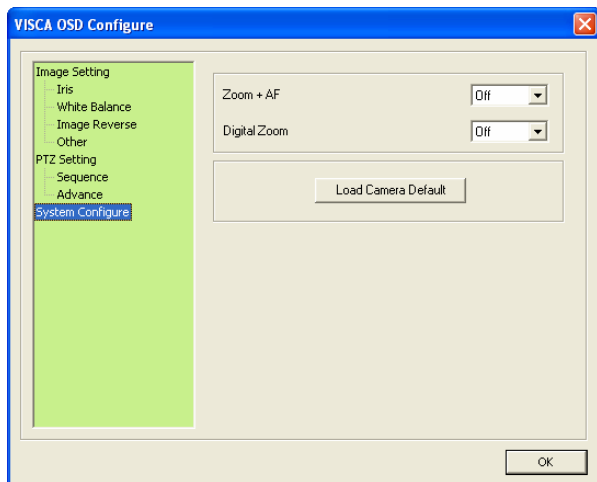 VISCA OSD Configure
Image Setting
Iris
White Balance
Image Reverse
Other
PTZ Setting
Sequence
Advance
System Configure
Zoom + AF
Off
Digital Zoom
Off
Load Camera Default
OK